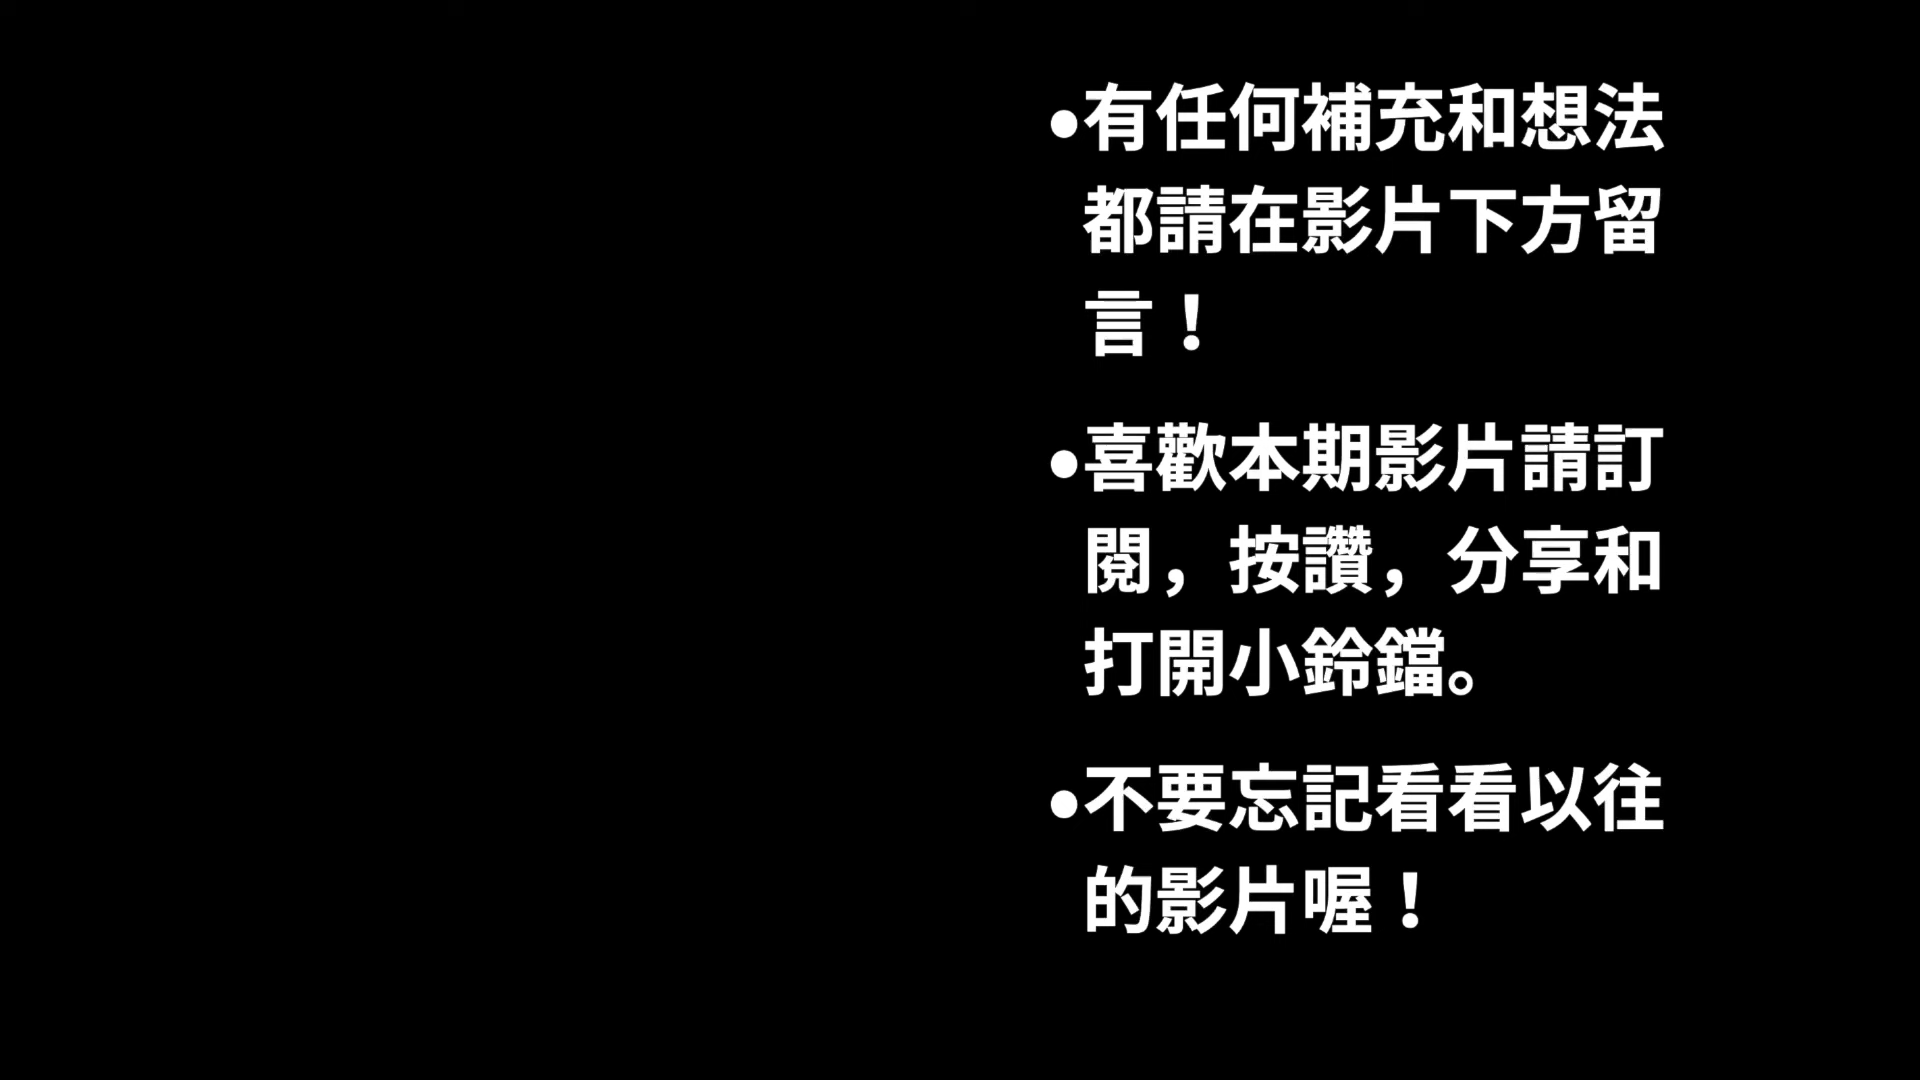 •有任何補充和想法
都請在影片下方留
言！
•喜歡本期影片請訂
閱，按讚，分享和
打開小鈴鐺。
•不要忘記看看以往
的影片喔！